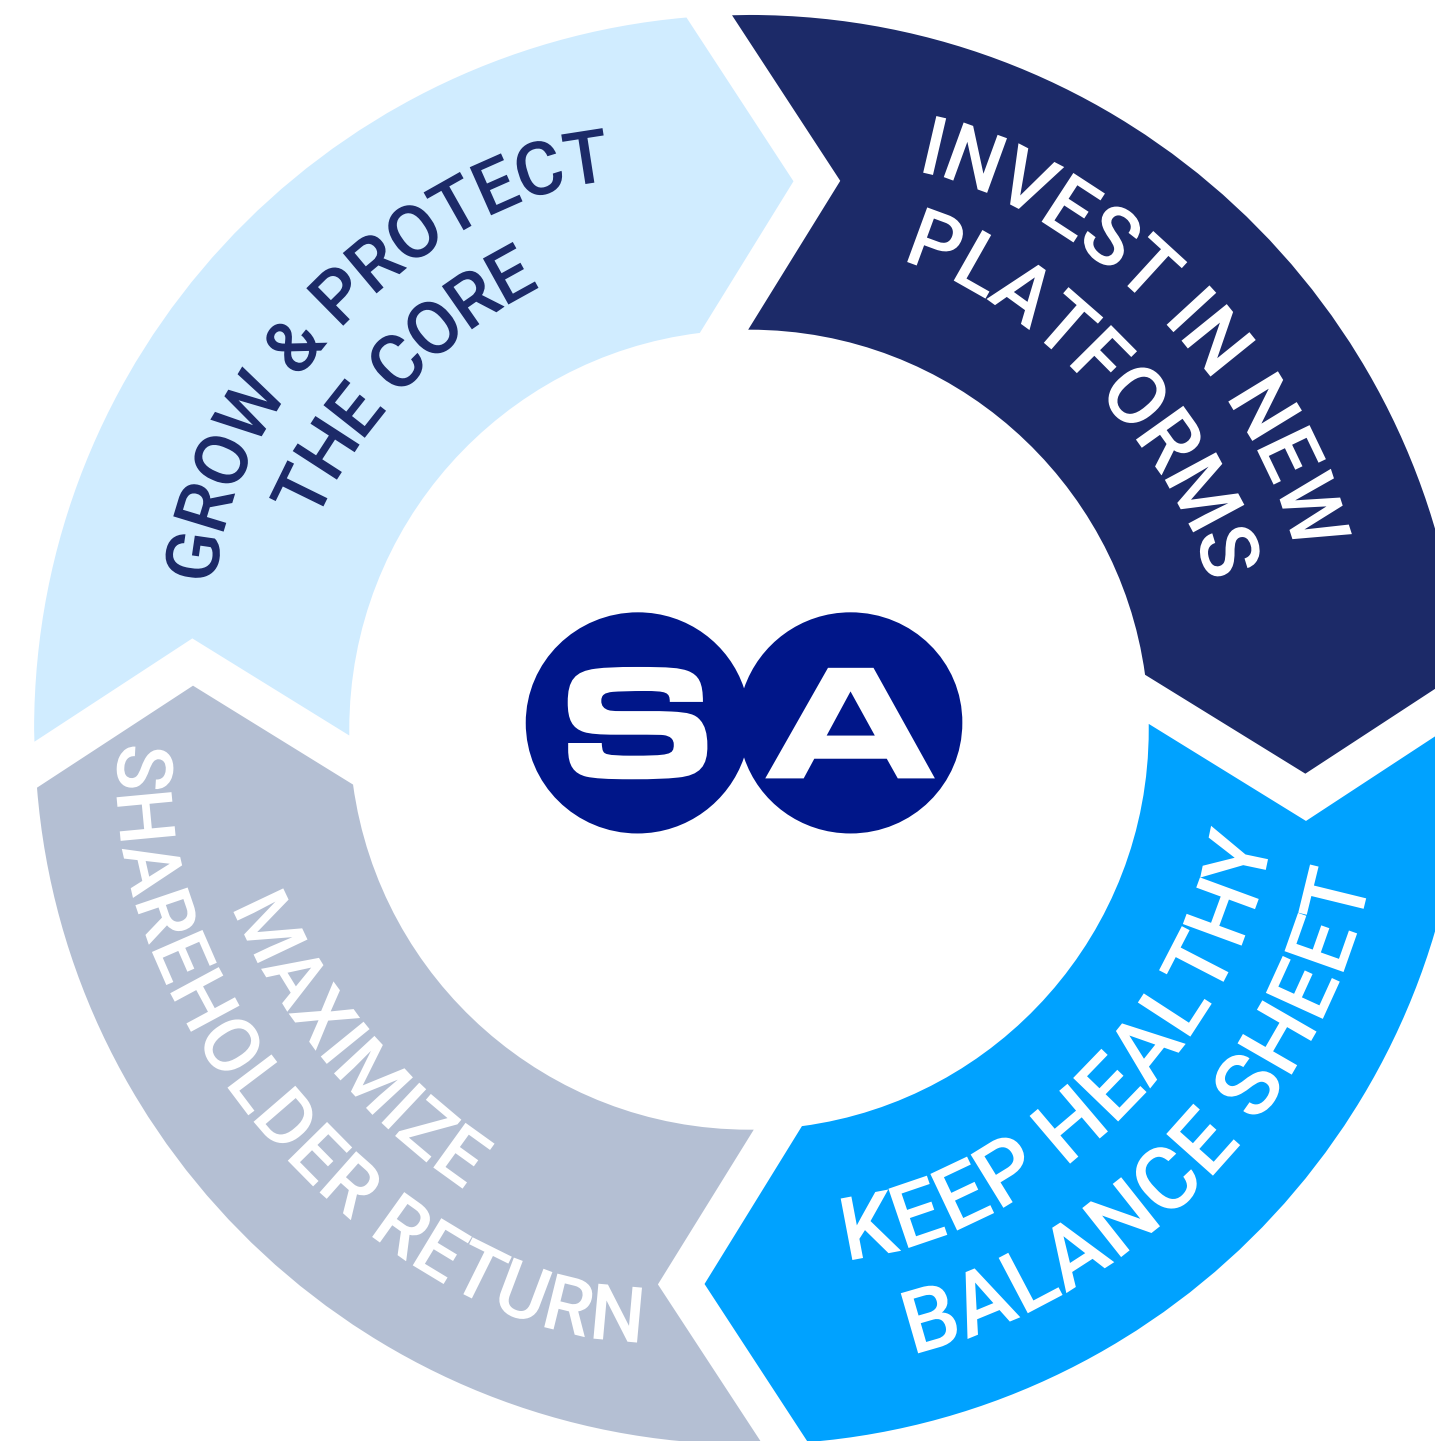 GROW & PROTECT
THE CORE
INVEST IN NEW
PLATFORMS
KEEP HEALTHY
BALANCE SHEET
MAXIMIZE
SHAREHOLDER RETURN
SA